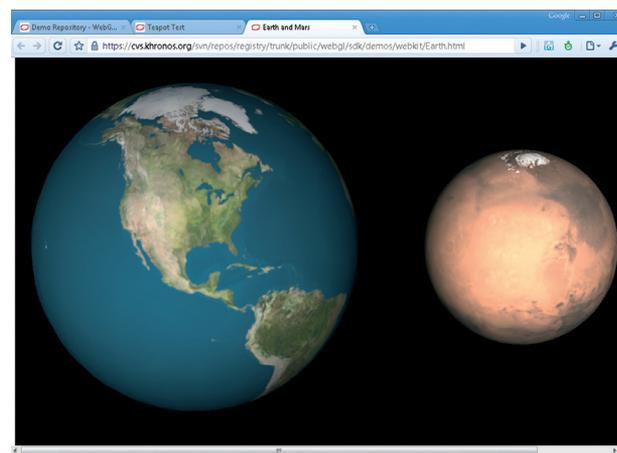 Google
Demo Repository - WebG...
Teapot Test
Earth and Mars
https://cvs.khronos.org/svn/repos/registry/trunk/public/webgl/sdk/demos/webkit/Earth.html